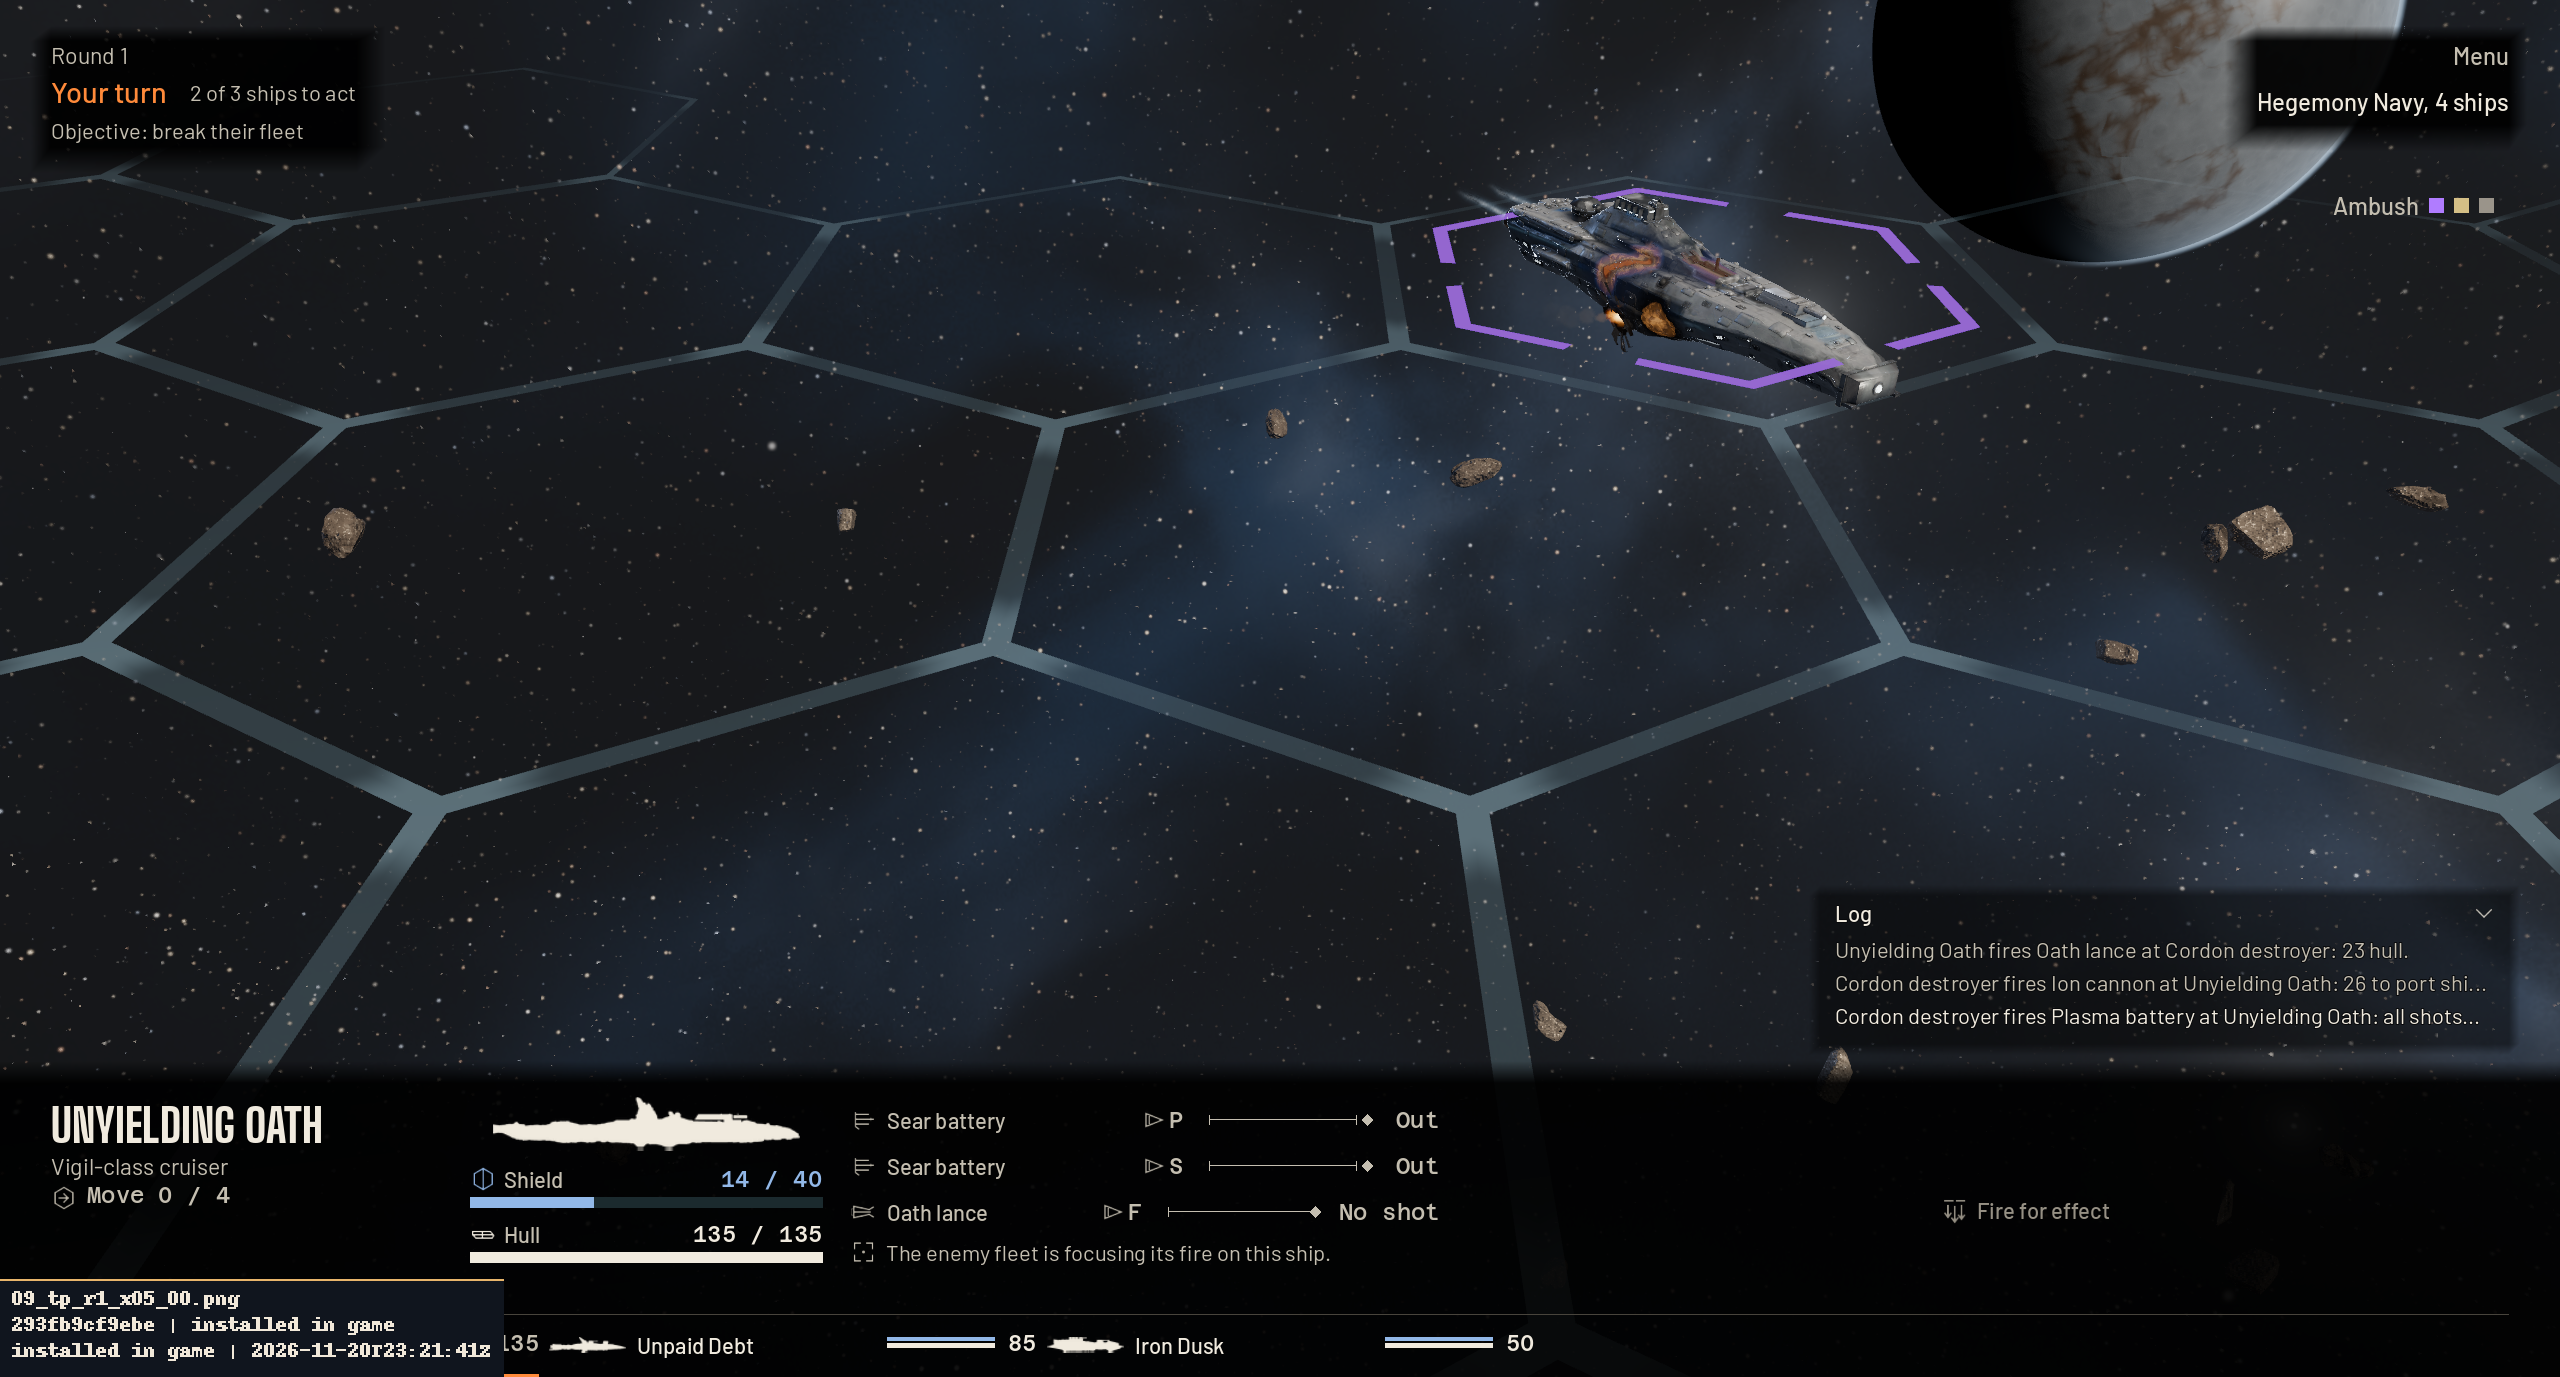 Round 1
Your turn 2 of 3 ships to act
Objective: break their fleet
Menu
Hegemony Navy, 4 ships
Ambush
Log
Unyielding Oath fires Oath lance at Cordon destroyer: 23 hull.
Cordon destroyer fires Ion cannon at Unyielding Oath: 26 to port shi...
Cordon destroyer fires Plasma battery at Unyielding Oath: all shots...
UNYIELDING OATH
Vigil-class cruiser
Move 0 / 4
Shield 14 / 40
Hull 135 / 135
Sear battery P Out
Sear battery S Out
Oath lance F No shot
The enemy fleet is focusing its fire on this ship.
Fire for effect
09_tp_r1_x05_00.png
293fb9cf9ebe | installed in game
installed in game | 2026-11-20T23:21:41Z
135 Unpaid Debt 85 Iron Dusk 50